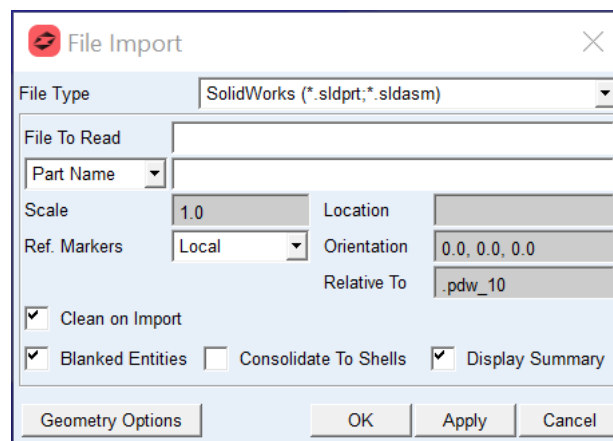 File Import
File Type SolidWorks (*.sldprt;*.sldasm)
File To Read
Part Name
Scale 1.0 Location
Ref. Markers Local Orientation 0.0, 0.0, 0.0
Relative To .pdw_10
Clean on Import
Blanked Entities Consolidate To Shells Display Summary
Geometry Options OK Apply Cancel